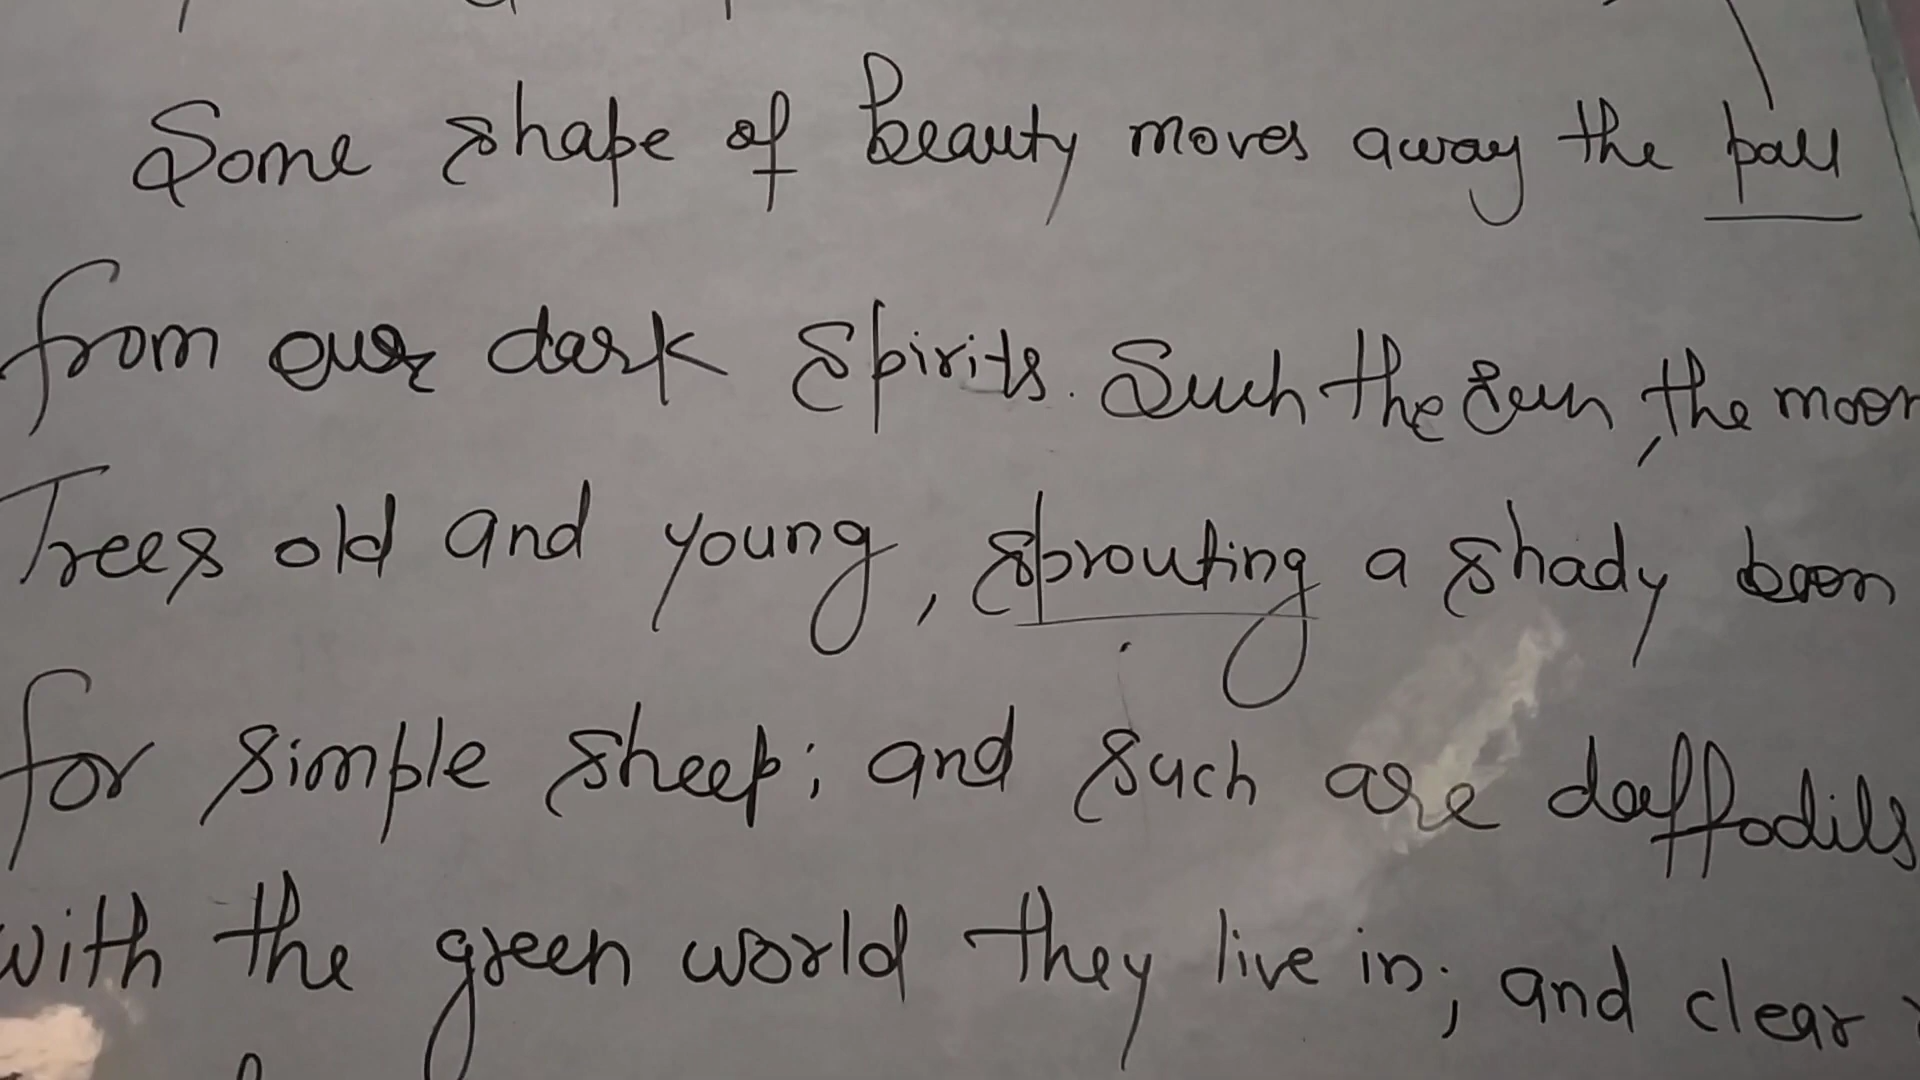 Some shape of Beauty moves away the pall
from our dark spirits. Such the sun, the moon
Trees old and young, sprouting a shady boon
for simple sheep; and such are daffodils
with the green world they live in; and clear